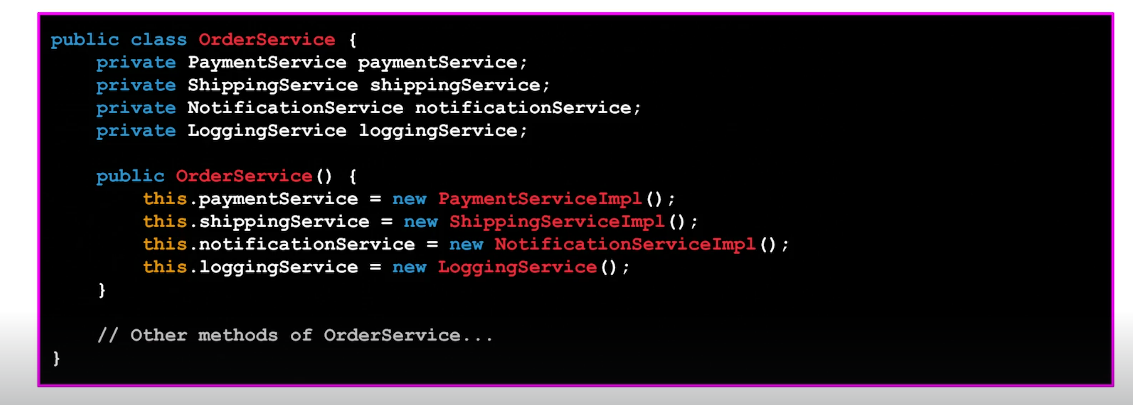 public class OrderService {
    private PaymentService paymentService;
    private ShippingService shippingService;
    private NotificationService notificationService;
    private LoggingService loggingService;

    public OrderService() {
        this.paymentService = new PaymentServiceImpl();
        this.shippingService = new ShippingServiceImpl();
        this.notificationService = new NotificationServiceImpl();
        this.loggingService = new LoggingService();
    }

    // Other methods of OrderService...
}